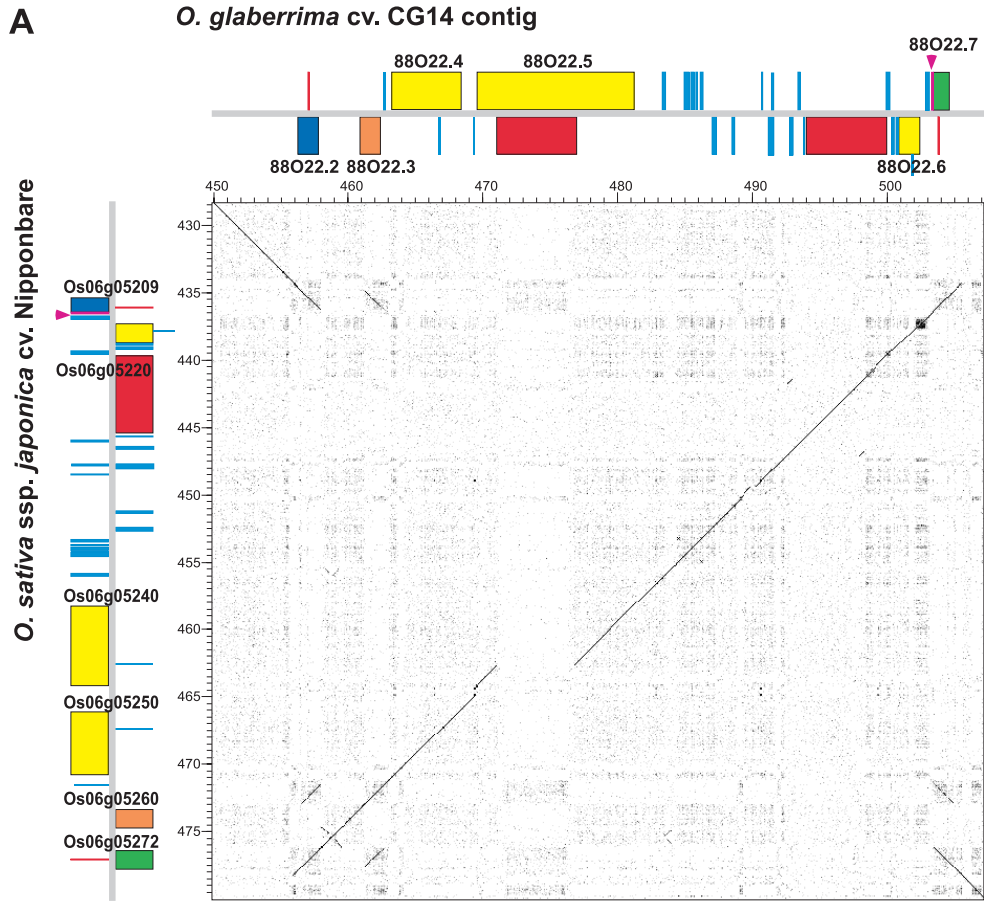 A
O. glaberrima cv. CG14 contig
88O22.7
88O22.4
88O22.5
88O22.2
88O22.3
88O22.6
450
460
470
480
490
500
O. sativa ssp. japonica cv. Nipponbare
430
435
440
445
450
455
460
465
470
475
Os06g05209
Os06g05220
Os06g05240
Os06g05250
Os06g05260
Os06g05272